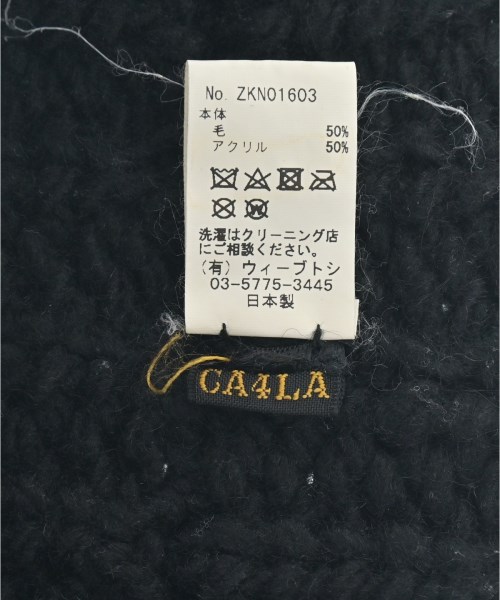 No. ZKN01603
本体
毛 50%
アクリル 50%
洗濯はクリーニング店
にご相談ください。
(有)ウィーブトシ
03-5775-3445
日本製
CA4LA